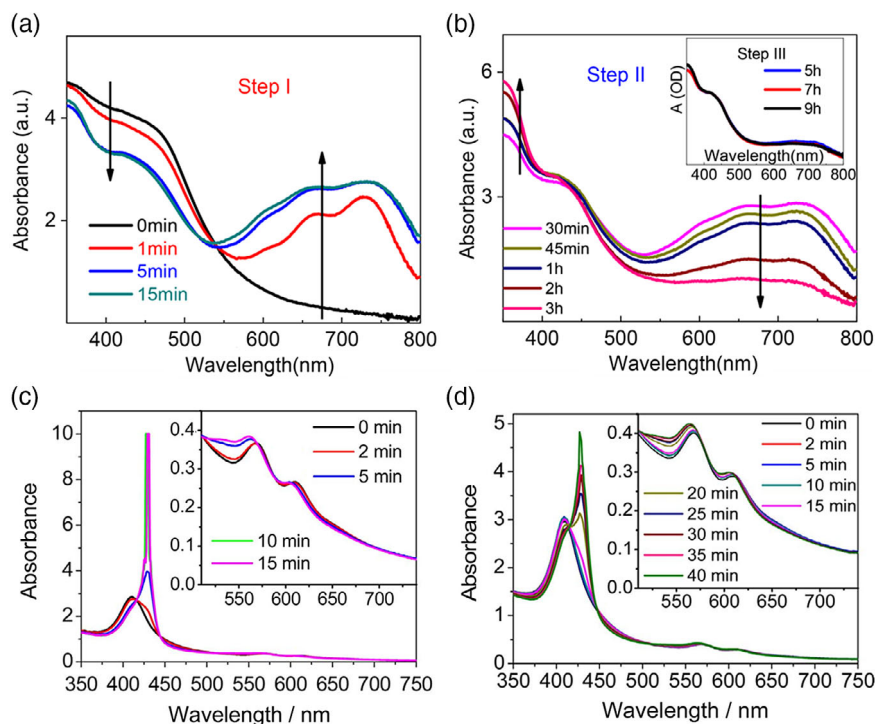 (a)
Absorbance (a.u.)
4
2
Step I
0min
1min
5min
15min
400 500 600 700 800
Wavelength(nm)
(b)
Absorbance (a.u.)
6
3
Step II
30min
45min
1h
2h
3h
400 500 600 700 800
Wavelength(nm)
A (OD)
Step III
5h
7h
9h
Wavelength(nm)
400 500 600 700 800
(c)
Absorbance
10
8
6
4
2
0
350 400 450 500 550 600 650 700 750
Wavelength / nm
0.4
0.3
0.2
0.1
0.0
550 600 650 700
0 min
2 min
5 min
10 min
15 min
(d)
Absorbance
5
4
3
2
1
0
350 400 450 500 550 600 650 700 750
Wavelength / nm
0.4
0.3
0.2
0.1
0.0
550 600 650 700
0 min
2 min
5 min
10 min
15 min
20 min
25 min
30 min
35 min
40 min